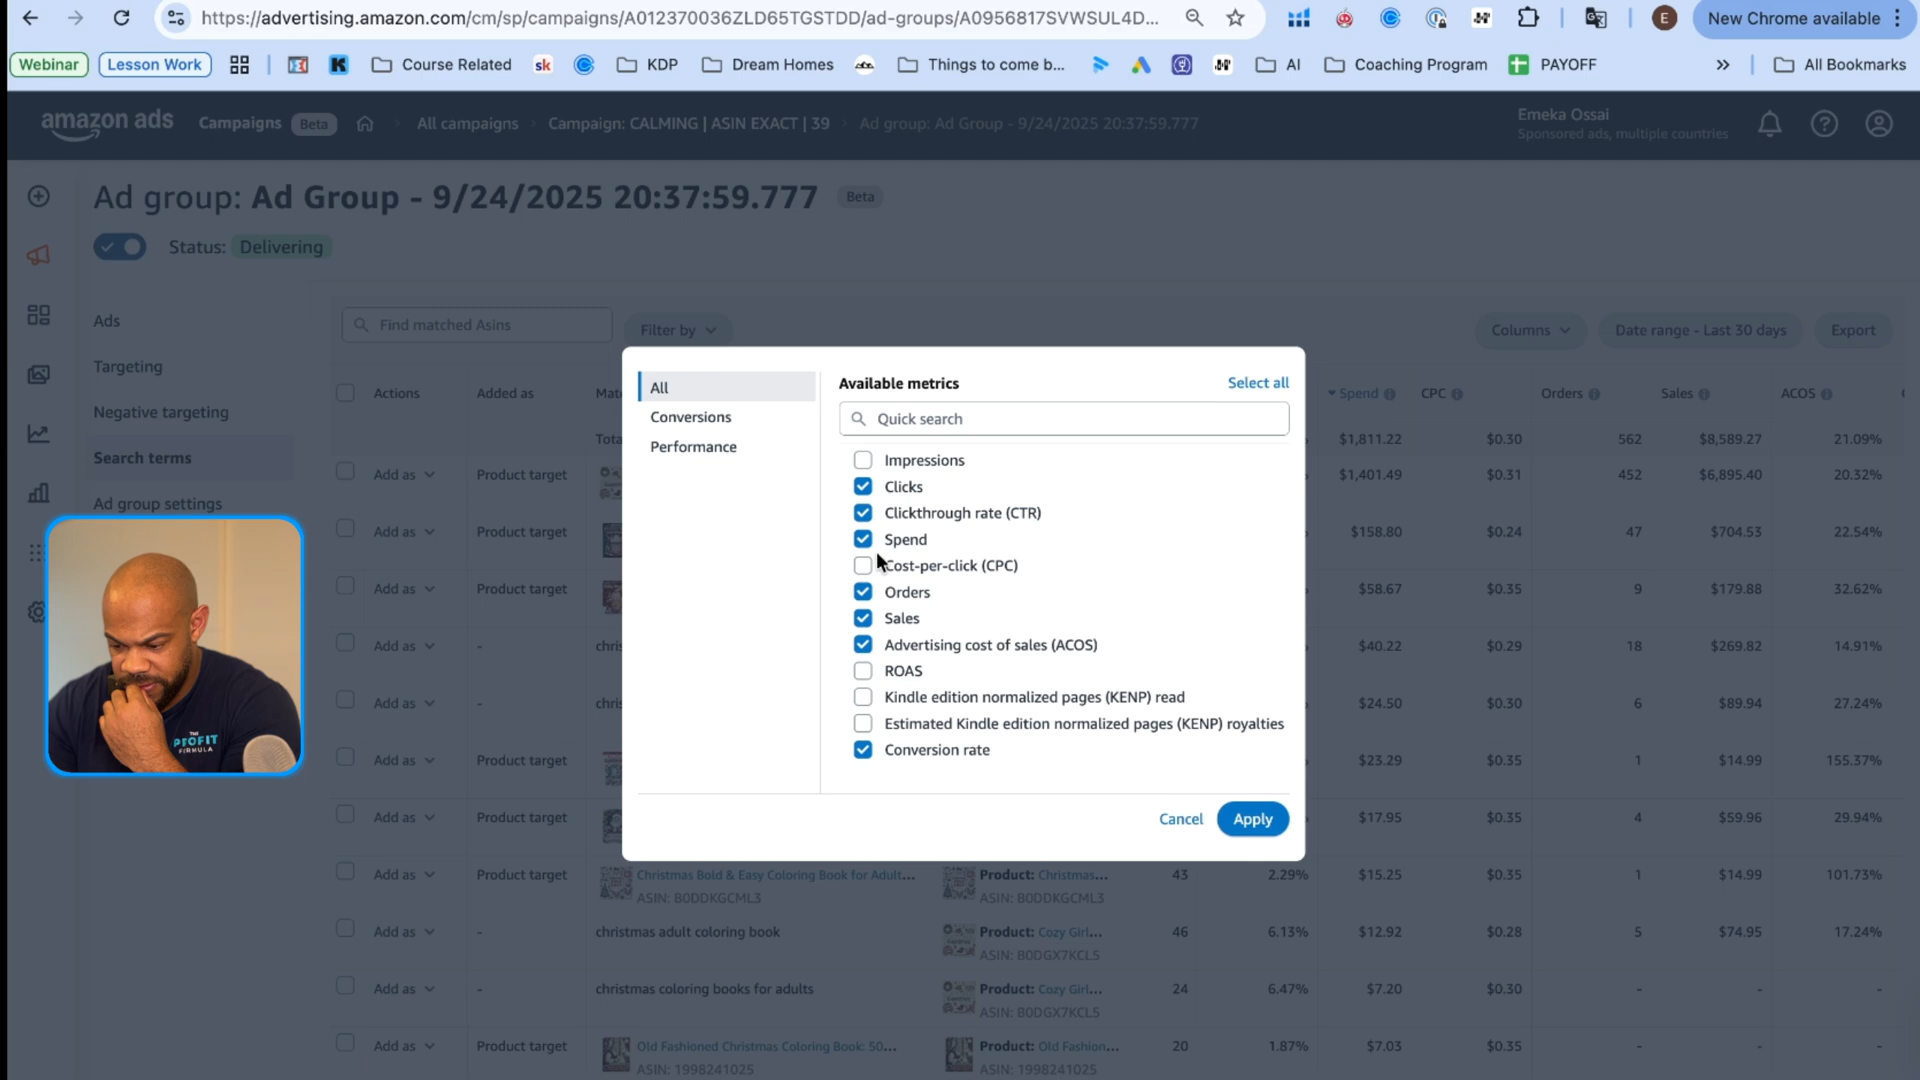 https://advertising.amazon.com/cm/sp/campaigns/A012370036ZLD65TGSTDD/ad-groups/A0956817SVWSUL4D...
E
New Chrome available
Webinar
Lesson Work
K
Course Related
sk
KDP
Dream Homes
Things to come b...
AI
Coaching Program
PAYOFF
All Bookmarks
amazon ads
Campaigns
Beta
All campaigns
Campaign: CALMING | ASIN EXACT | 39
Ad group: Ad Group - 9/24/2025 20:37:59.777
Emeka Ossai
Sponsored ads, multiple countries
Ad group: Ad Group - 9/24/2025 20:37:59.777
Beta
Status: Delivering
Ads
Targeting
Negative targeting
Search terms
Ad group settings
Find matched Asins
Filter by
Columns
Date range - Last 30 days
Export
Actions
Added as
Spend
CPC
Orders
Sales
ACOS
$1,811.22 $0.30 562 $8,589.27 21.09%
Add as Product target $1,401.49 $0.31 452 $6,895.40 20.32%
Add as Product target $158.80 $0.24 47 $704.53 22.54%
Add as Product target $58.67 $0.35 9 $179.88 32.62%
Add as - $40.22 $0.29 18 $269.82 14.91%
Add as - $24.50 $0.30 6 $89.94 27.24%
Add as Product target $23.29 $0.35 1 $14.99 155.37%
Add as Product target $17.95 $0.35 4 $59.96 29.94%
Add as Product target Christmas Bold & Easy Coloring Book for Adult... Product: Christmas... 43 2.29% $15.25 $0.35 1 $14.99 101.73%
ASIN: B0DDKGCML3 ASIN: B0DDKGCML3
Add as - christmas adult coloring book Product: Cozy Girl... 46 6.13% $12.92 $0.28 5 $74.95 17.24%
ASIN: B0DGX7KCL5
Add as - christmas coloring books for adults Product: Cozy Girl... 24 6.47% $7.20 $0.30 - - -
ASIN: B0DGX7KCL5
Add as Product target Old Fashioned Christmas Coloring Book: 50... Product: Old Fashion... 20 1.87% $7.03 $0.35 - - -
ASIN: 1998241025 ASIN: 1998241025
All
Conversions
Performance
Available metrics
Select all
Quick search
Impressions
Clicks
Clickthrough rate (CTR)
Spend
Cost-per-click (CPC)
Orders
Sales
Advertising cost of sales (ACOS)
ROAS
Kindle edition normalized pages (KENP) read
Estimated Kindle edition normalized pages (KENP) royalties
Conversion rate
Cancel
Apply
THE
PROFIT
FORMULA